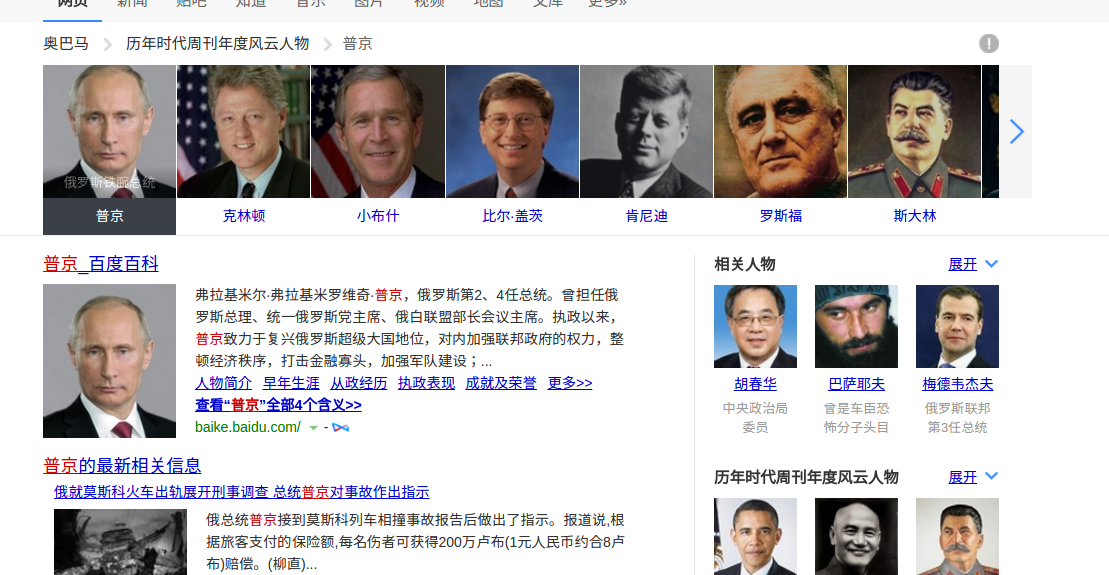 网页 新闻 贴吧 知道 音乐 图片 视频 地图 文库 更多»
奥巴马 历年时代周刊年度风云人物 普京
俄罗斯铁腕总统
普京 克林顿 小布什 比尔·盖茨 肯尼迪 罗斯福 斯大林
普京_百度百科
弗拉基米尔·弗拉基米罗维奇·普京，俄罗斯第2、4任总统。曾担任俄
罗斯总理、统一俄罗斯党主席、俄白联盟部长会议主席。执政以来，
普京致力于复兴俄罗斯超级大国地位，对内加强联邦政府的权力，整
顿经济秩序，打击金融寡头，加强军队建设；...
人物简介 早年生涯 从政经历 执政表现 成就及荣誉 更多>>
查看“普京”全部4个含义>>
baike.baidu.com/ -
普京的最新相关信息
俄就莫斯科火车出轨展开刑事调查 总统普京对事故作出指示
俄总统普京接到莫斯科列车相撞事故报告后做出了指示。报道说,根
据旅客支付的保险额,每名伤者可获得200万卢布(1元人民币约合8卢
布)赔偿。(柳直)...
相关人物 展开
胡春华 巴萨耶夫 梅德韦杰夫
中央政治局 曾是车臣恐 俄罗斯联邦
委员 怖分子头目 第3任总统
历年时代周刊年度风云人物 展开